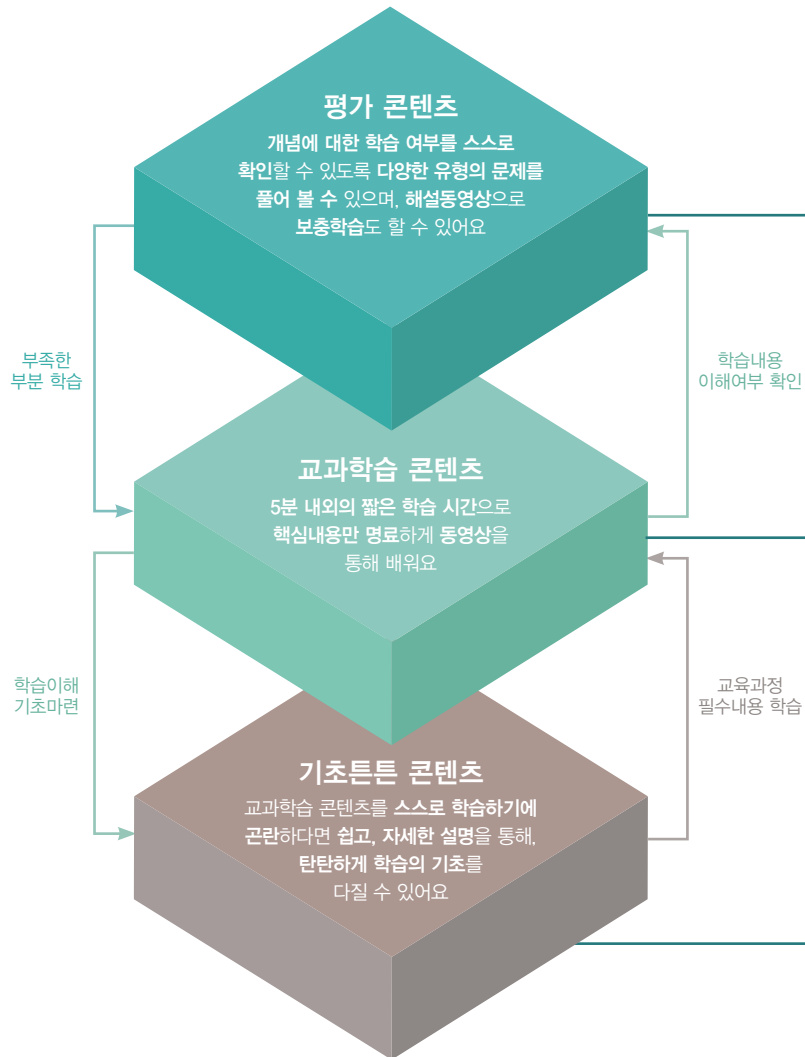 평가 콘텐츠
개념에 대한 학습 여부를 스스로
확인할 수 있도록 다양한 유형의 문제를
풀어 볼 수 있으며, 해설동영상으로
보충학습도 할 수 있어요
부족한
부분 학습
학습내용
이해여부 확인
교과학습 콘텐츠
5분 내외의 짧은 학습 시간으로
핵심내용만 명료하게 동영상을
통해 배워요
학습이해
기초마련
교육과정
필수내용 학습
기초튼튼 콘텐츠
교과학습 콘텐츠를 스스로 학습하기에
곤란하다면 쉽고, 자세한 설명을 통해,
탄탄하게 학습의 기초를
다질 수 있어요